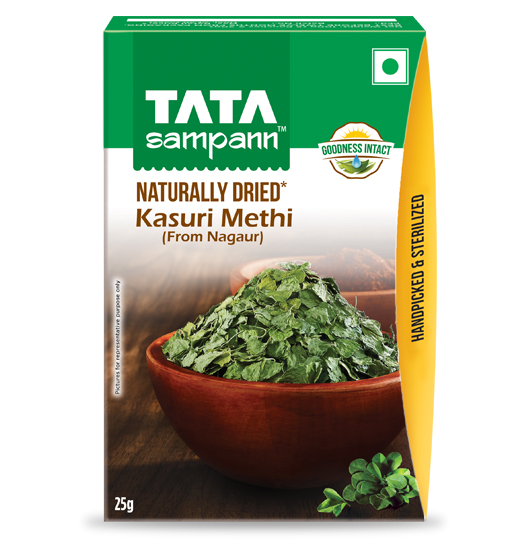 TATA
sampann™
GOODNESS INTACT
NATURALLY DRIED*
Kasuri Methi
(From Nagaur)
HANDPICKED & STERILIZED
Pictures for representative purpose only
25g